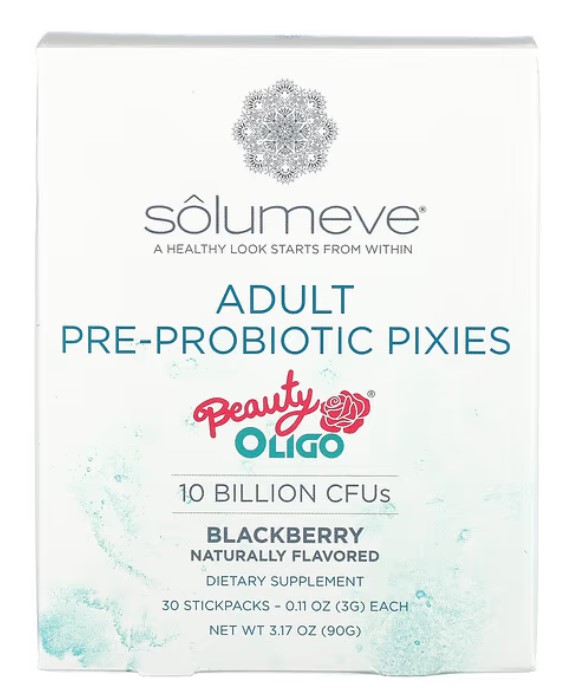 sôlumeve®
A HEALTHY LOOK STARTS FROM WITHIN
ADULT
PRE-PROBIOTIC PIXIES
Beauty ®
OLIGO
10 BILLION CFUs
BLACKBERRY
NATURALLY FLAVORED
DIETARY SUPPLEMENT
30 STICKPACKS – 0.11 OZ (3G) EACH
NET WT 3.17 OZ (90G)